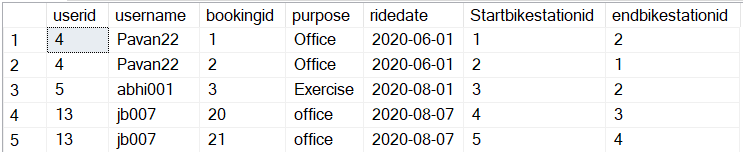 userid username bookingid purpose ridedate Startbikestationid endbikestationid
1 4 Pavan22 1 Office 2020-06-01 1 2
2 4 Pavan22 2 Office 2020-06-01 2 1
3 5 abhi001 3 Exercise 2020-08-01 3 2
4 13 jb007 20 office 2020-08-07 4 3
5 13 jb007 21 office 2020-08-07 5 4